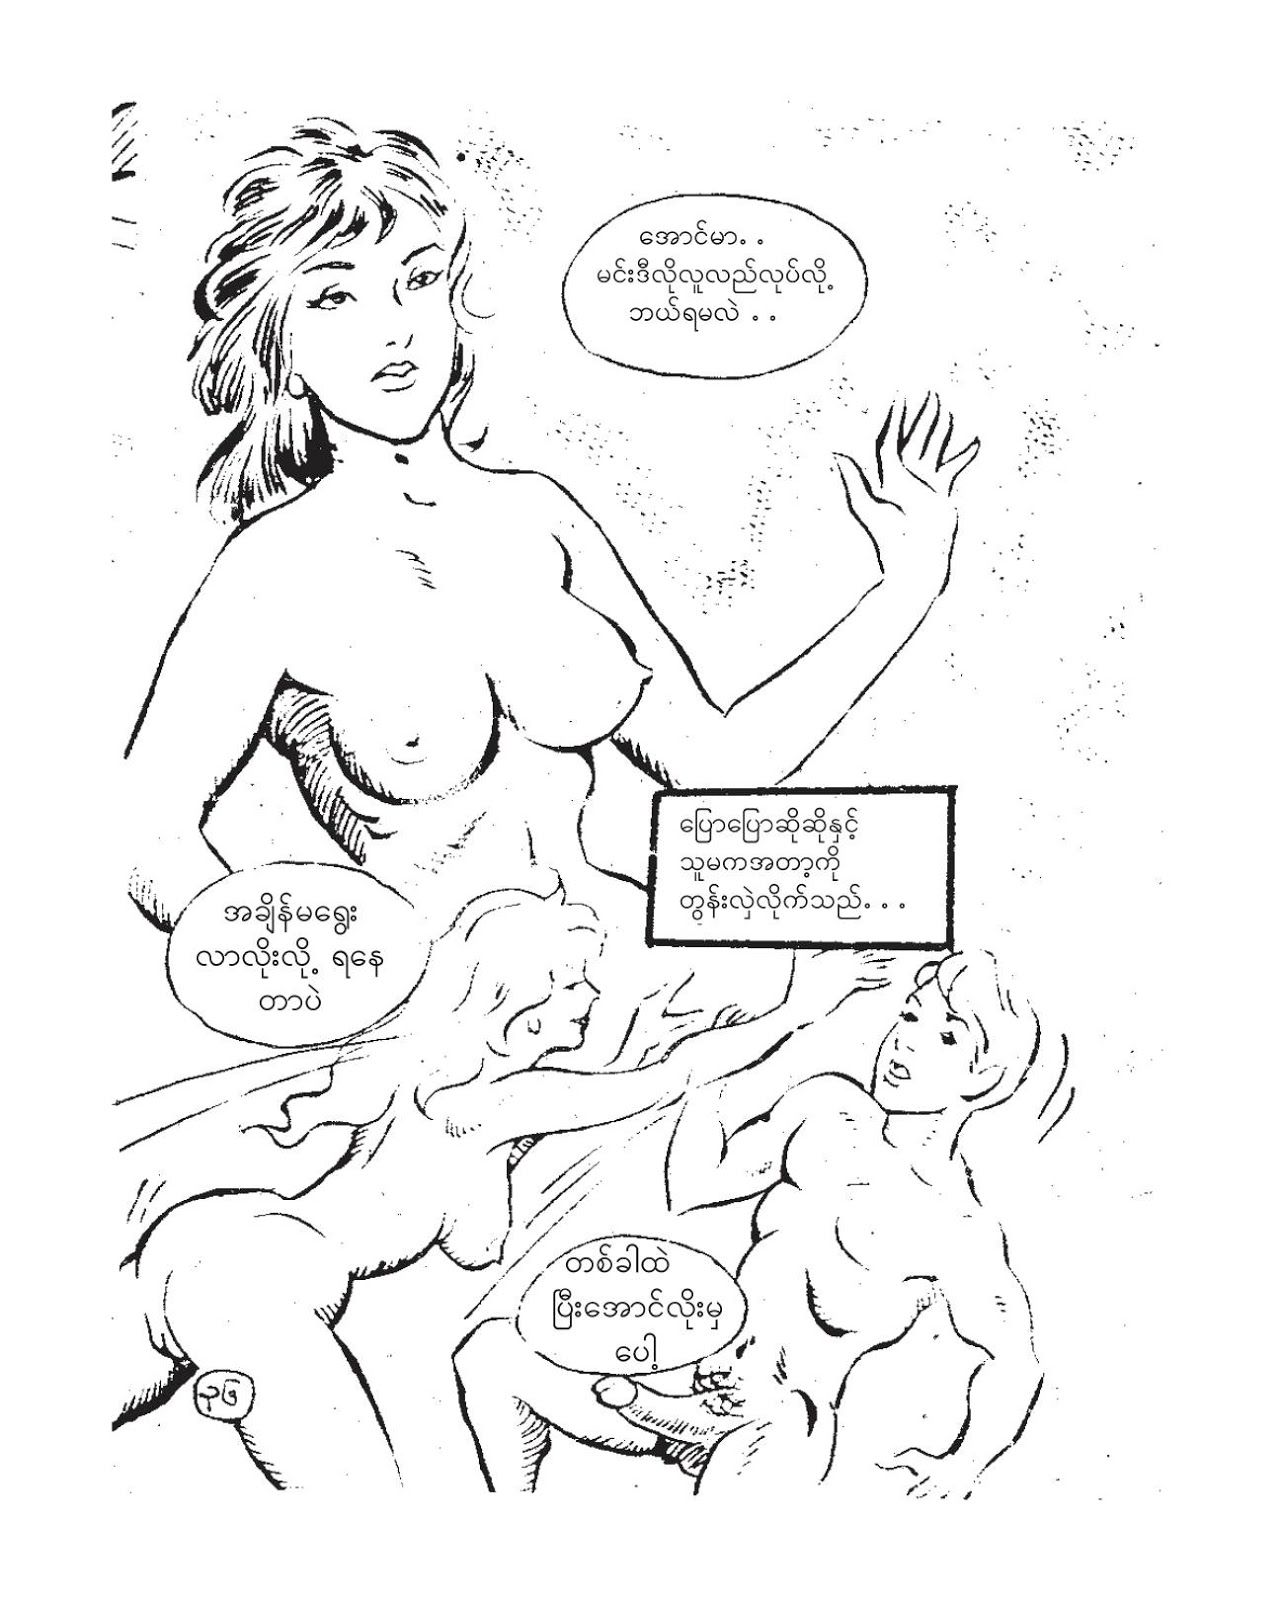 အောင်မာ. .
မင်းဒီလိုလူလည်လုပ်လို့
ဘယ်ရမလဲ . .
ပြောပြောဆိုဆိုနှင့်
သူမကအတာ့ကို
တွန်းလှဲလိုက်သည်. . .
အချိန်မရွေး
လာလိုးလို့ ရနေ
တာပဲ
တစ်ခါထဲ
ပြီးအောင်လိုးမှ
ပေါ့
၃၆